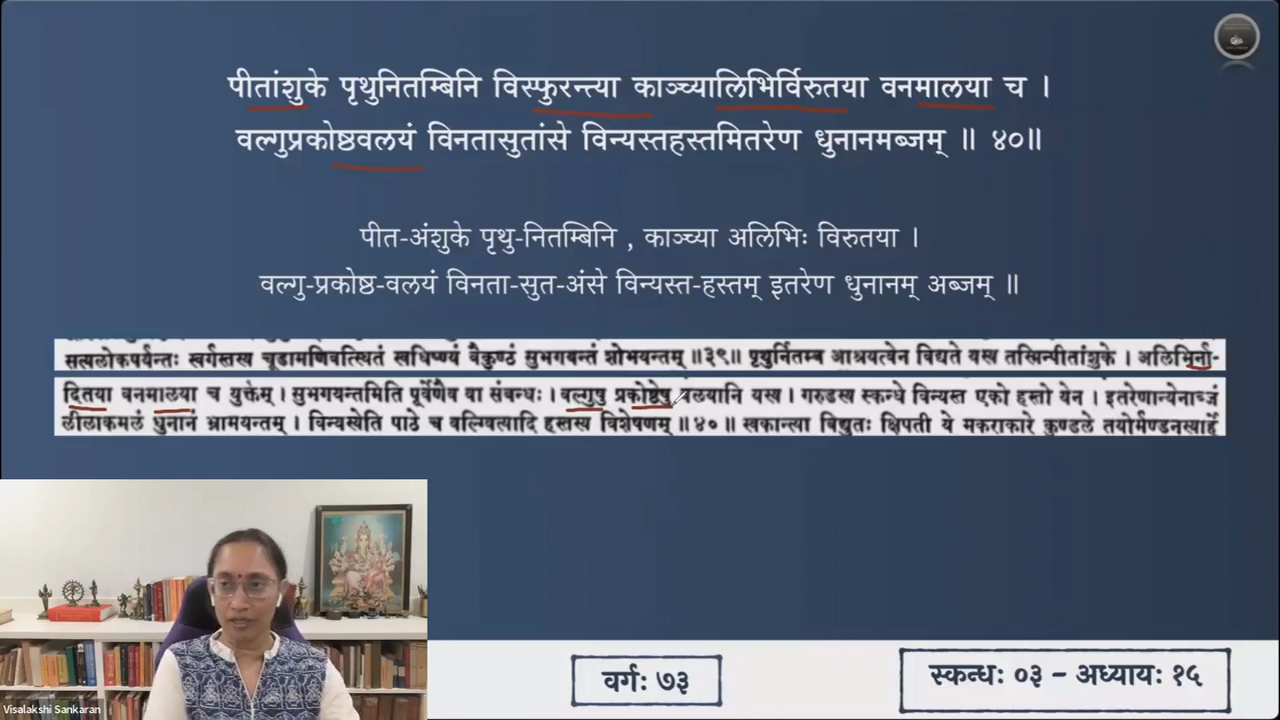 पीतांशुके पृथुनितम्बिनि विस्फुरन्त्या काञ्च्यालिभिर्विरुतया वनमालया च ।
वल्गुप्रकोष्ठवलयं विनतासुतांसे विन्यस्तहस्तमितरेण धुनानमब्जम् ॥ ४०॥
पीत-अंशुके पृथु-नितम्बिनि , काञ्च्या अलिभिः विरुतया ।
वल्गु-प्रकोष्ठ-वलयं विनता-सुत-अंसे विन्यस्त-हस्तम् इतरेण धुनानम् अब्जम् ॥
सत्यलोकपर्यन्तः स्वर्गस्तस्य चूडामणिवत्स्थितं स्वधिष्ण्यं वैकुण्ठं सुभगयन्तं शोभयन्तम् ॥३९॥ पृथुर्नितम्ब आश्रयत्वेन विद्यते यस्य तस्मिन्पीतांशुके । अलिभिर्ना-
दितया वनमालया च युक्तम् । सुभगयन्तमिति पूर्वेणैव वा संबन्धः । वल्गुषु प्रकोष्ठेषु वलयानि यस्य । गरुडस्य स्कन्धे विन्यस्त एको हस्तो येन । इतरेणान्येनाब्जं
लीलाकमलं धुनानं भ्रामयन्तम् । विन्यस्येति पाठे च वल्ग्वित्यादि हस्तस्य विशेषणम् ॥४०॥ स्वकान्त्या विद्युतः क्षिपती ये मकराकारे कुण्डले तयोर्मण्डनस्यार्हे
Visalakshi Sankaran
वर्गः ७३
स्कन्धः ०३ – अध्यायः १५